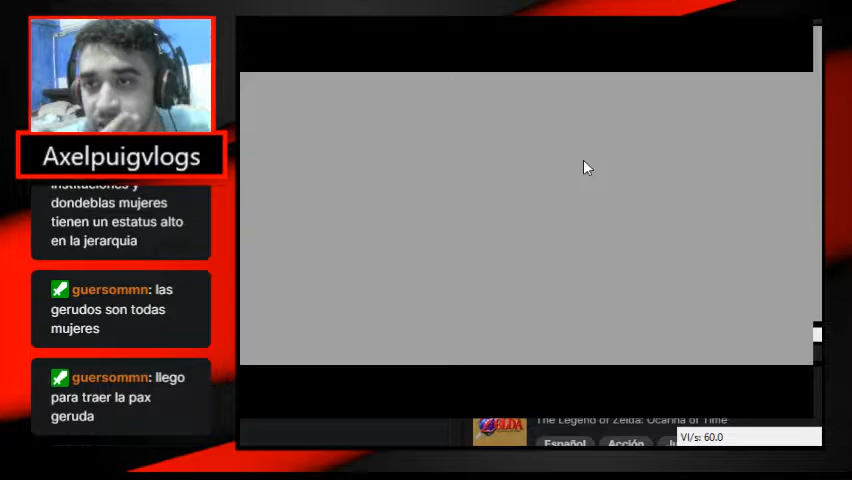 Axelpuigvlogs
instituciones y
dondeblas mujeres
tienen un estatus alto
en la jerarquia
guersommn: las
gerudos son todas
mujeres
guersommn: llego
para traer la pax
geruda
The Legend of Zelda: Ocarina of Time
ZELDA
Español Acción
VI/s: 60.0